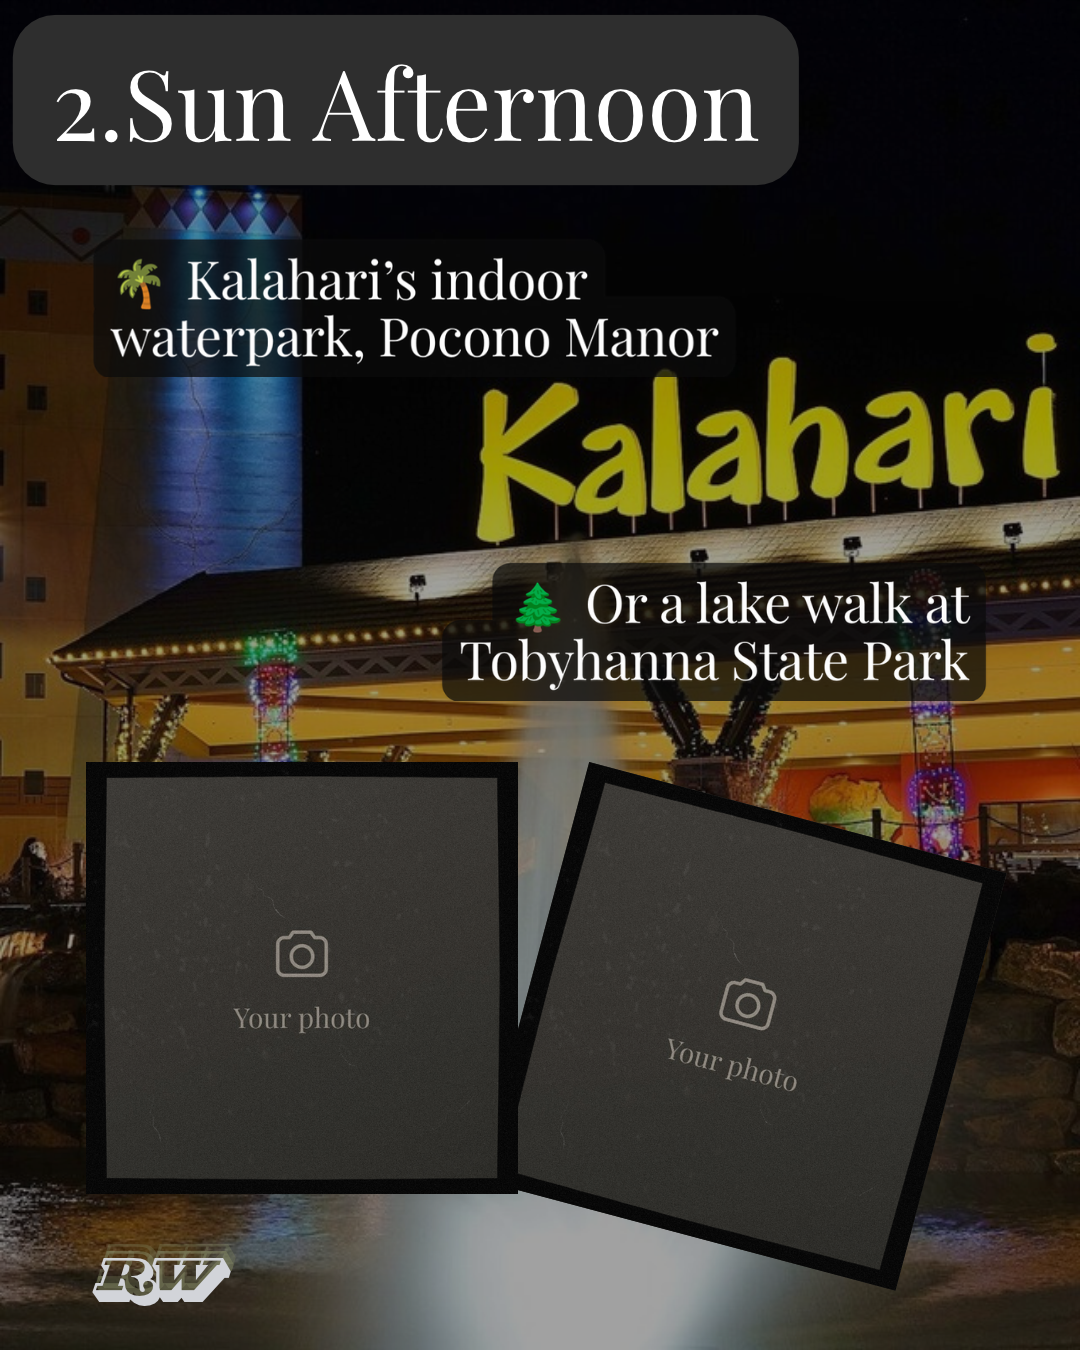 2.Sun Afternoon
🌴 Kalahari’s indoor
waterpark, Pocono Manor
Kalahari
🌲 Or a lake walk at
Tobyhanna State Park
Your photo
Your photo
RW